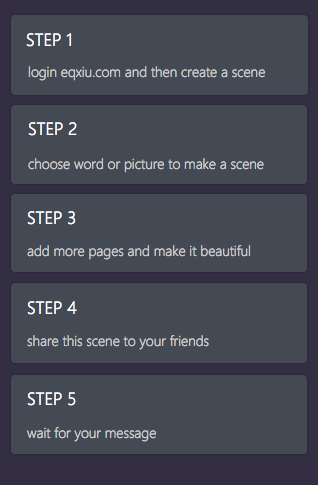 STEP 1
login eqxiu.com and then create a scene
STEP 2
choose word or picture to make a scene
STEP 3
add more pages and make it beautiful
STEP 4
share this scene to your friends
STEP 5
wait for your message